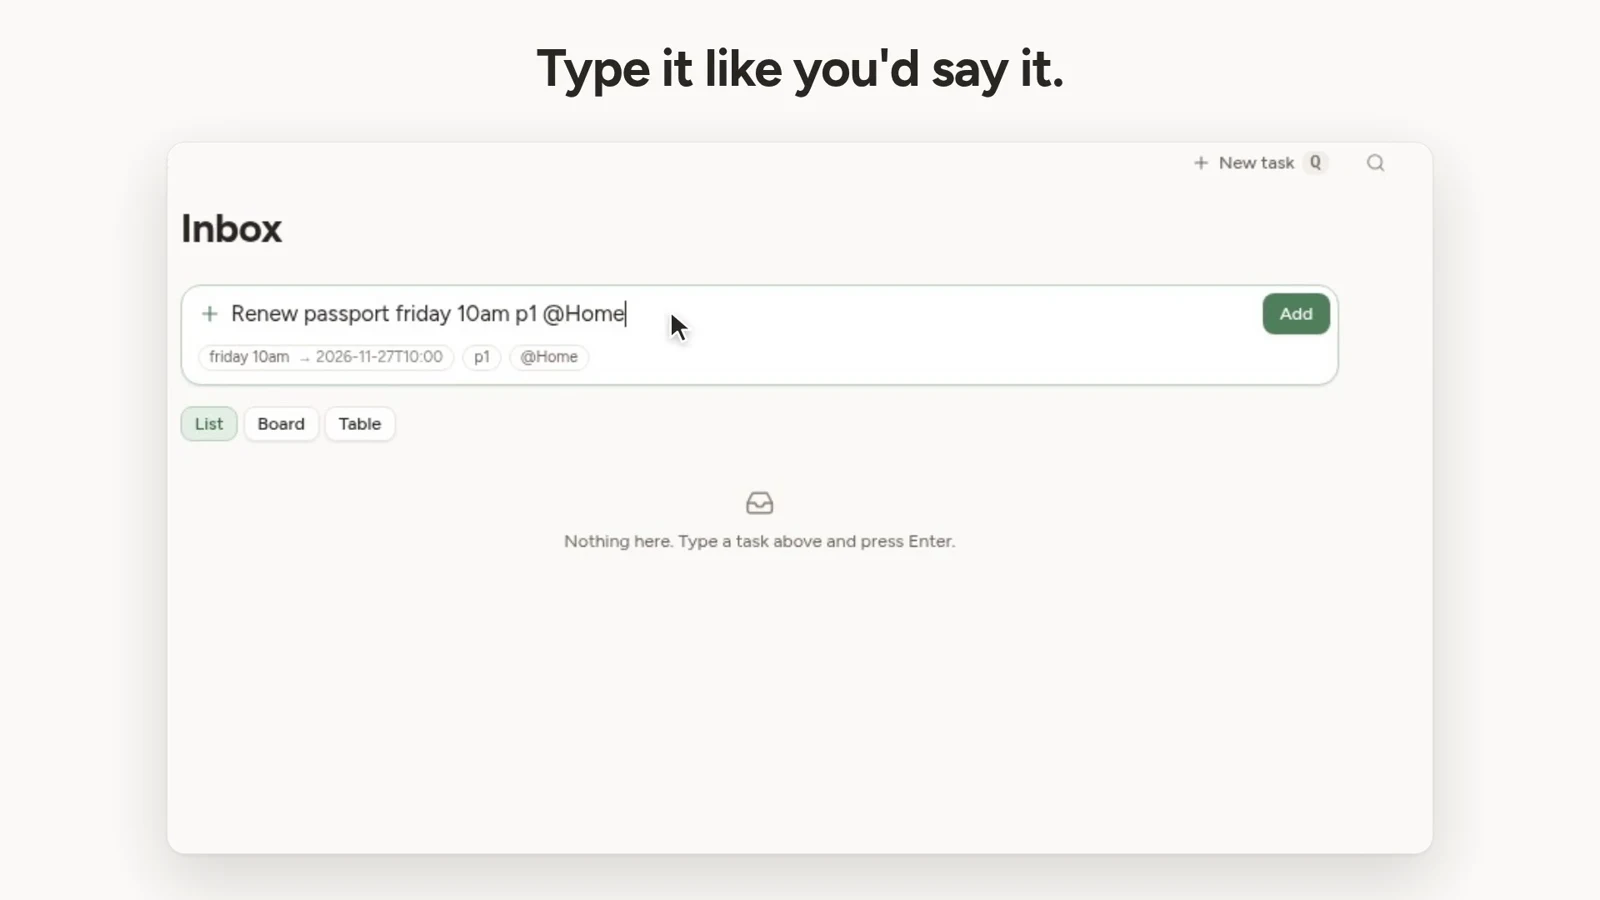 Type it like you'd say it.
+ New task Q
Inbox
+ Renew passport friday 10am p1 @Home
Add
friday 10am → 2026-11-27T10:00 p1 @Home
List Board Table
Nothing here. Type a task above and press Enter.